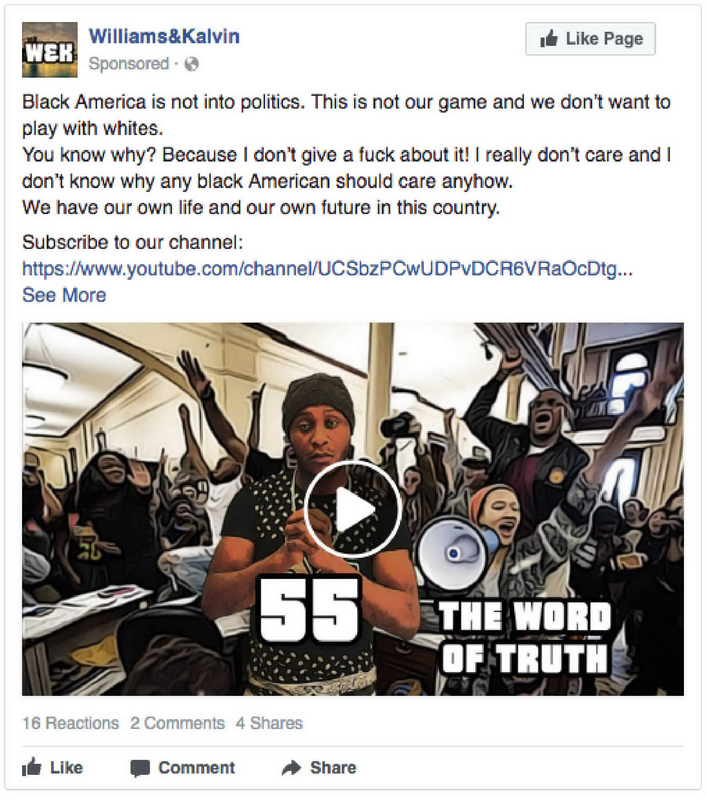 W&K
Williams&Kalvin
Sponsored ·
Like Page
Black America is not into politics. This is not our game and we don't want to
play with whites.
You know why? Because I don't give a fuck about it! I really don't care and I
don't know why any black American should care anyhow.
We have our own life and our own future in this country.
Subscribe to our channel:
https://www.youtube.com/channel/UCSbzPCwUDPvDCR6VRaOcDtg...
See More
55
THE WORD
OF TRUTH
16 Reactions 2 Comments 4 Shares
Like Comment Share